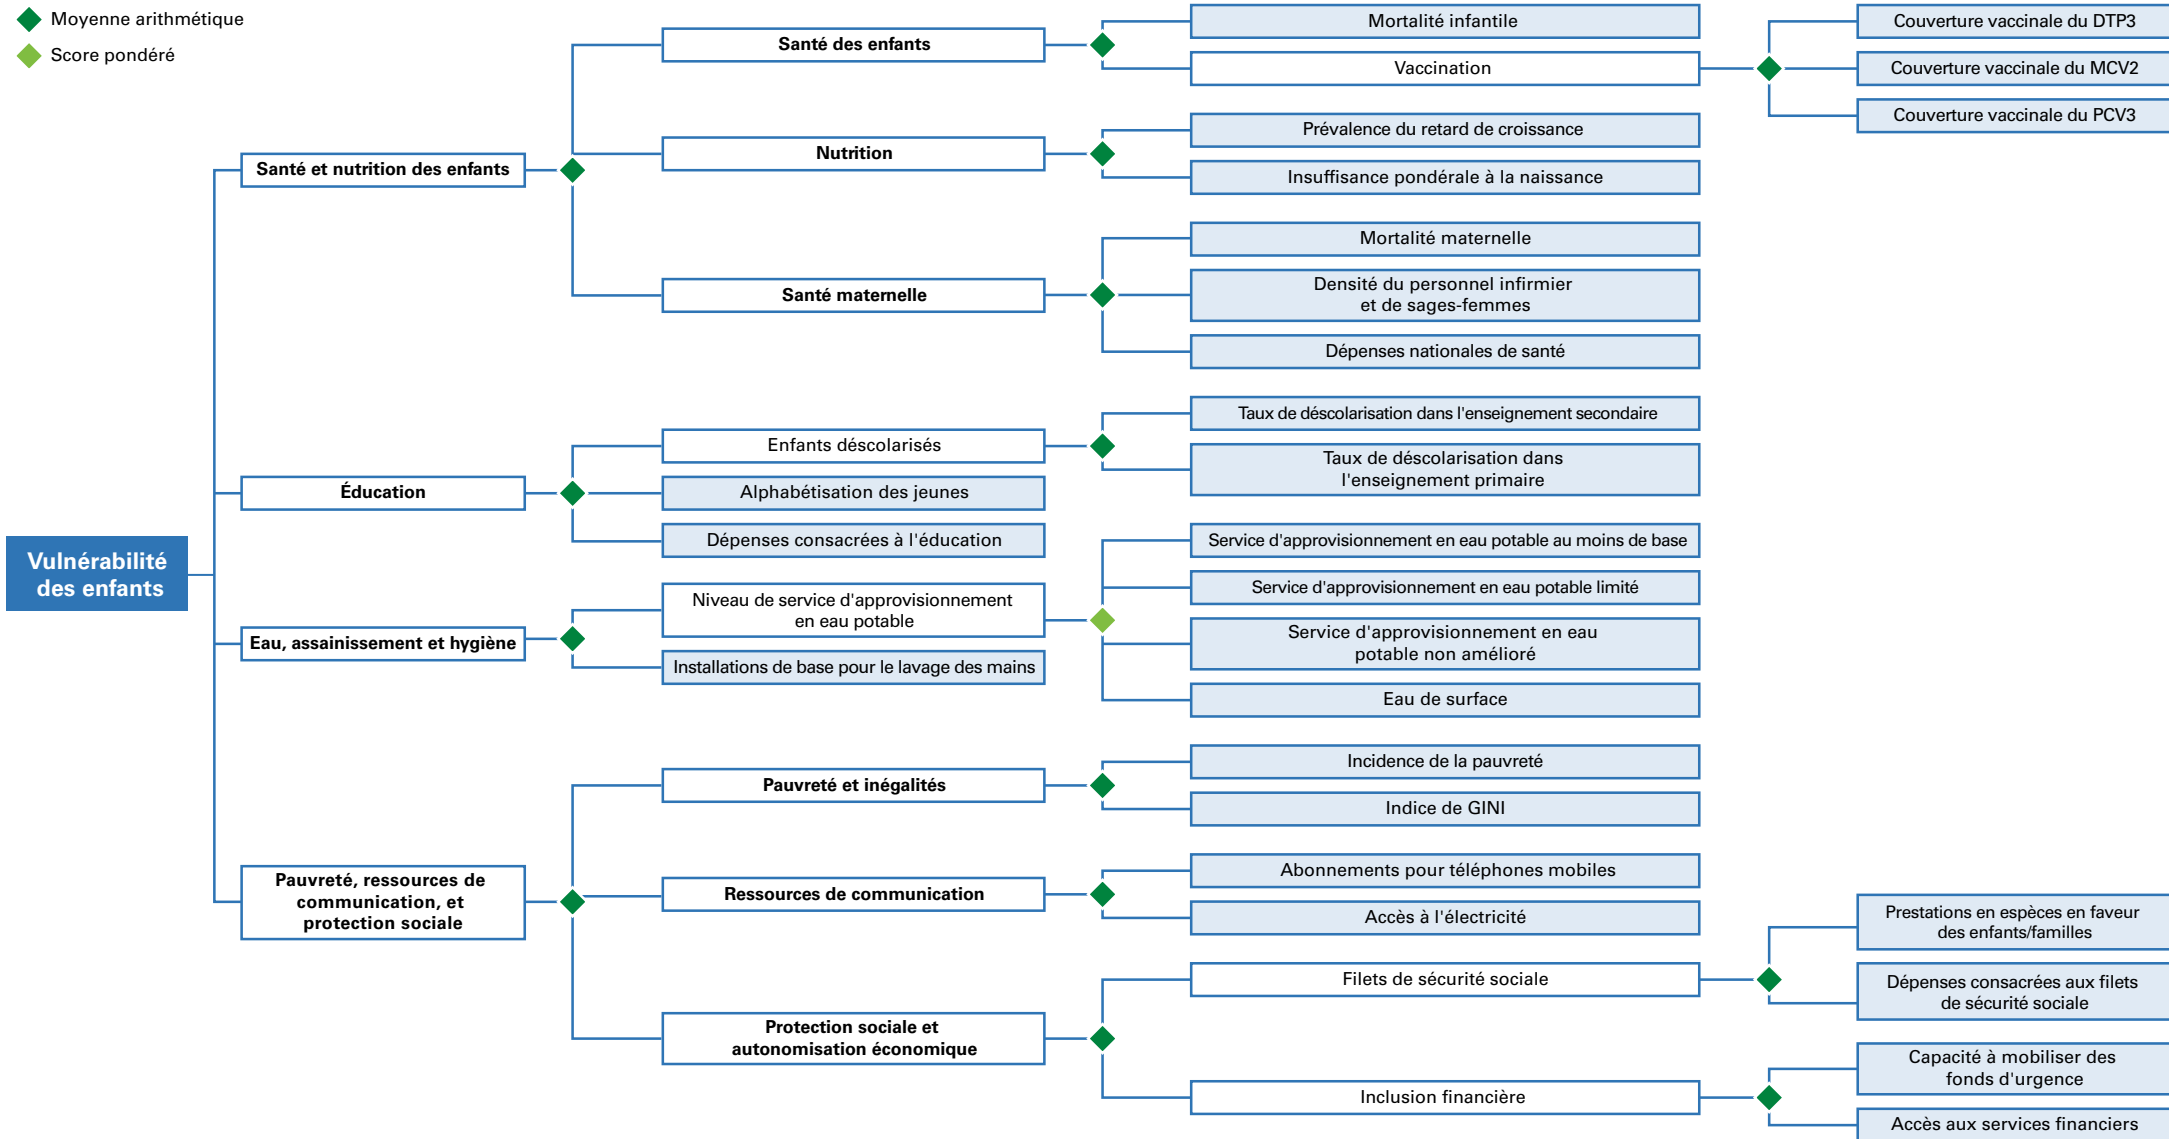 Moyenne arithmétique
Score pondéré
Vulnérabilité
des enfants
Santé et nutrition des enfants
Santé des enfants
Mortalité infantile
Vaccination
Couverture vaccinale du DTP3
Couverture vaccinale du MCV2
Couverture vaccinale du PCV3
Nutrition
Prévalence du retard de croissance
Insuffisance pondérale à la naissance
Santé maternelle
Mortalité maternelle
Densité du personnel infirmier
et de sages-femmes
Dépenses nationales de santé
Éducation
Enfants déscolarisés
Taux de déscolarisation dans l'enseignement secondaire
Taux de déscolarisation dans
l'enseignement primaire
Alphabétisation des jeunes
Dépenses consacrées à l'éducation
Eau, assainissement et hygiène
Niveau de service d'approvisionnement
en eau potable
Service d'approvisionnement en eau potable au moins de base
Service d'approvisionnement en eau potable limité
Service d'approvisionnement en eau
potable non amélioré
Eau de surface
Installations de base pour le lavage des mains
Pauvreté, ressources de
communication, et
protection sociale
Pauvreté et inégalités
Incidence de la pauvreté
Indice de GINI
Ressources de communication
Abonnements pour téléphones mobiles
Accès à l'électricité
Protection sociale et
autonomisation économique
Filets de sécurité sociale
Prestations en espèces en faveur
des enfants/familles
Dépenses consacrées aux filets
de sécurité sociale
Inclusion financière
Capacité à mobiliser des
fonds d'urgence
Accès aux services financiers